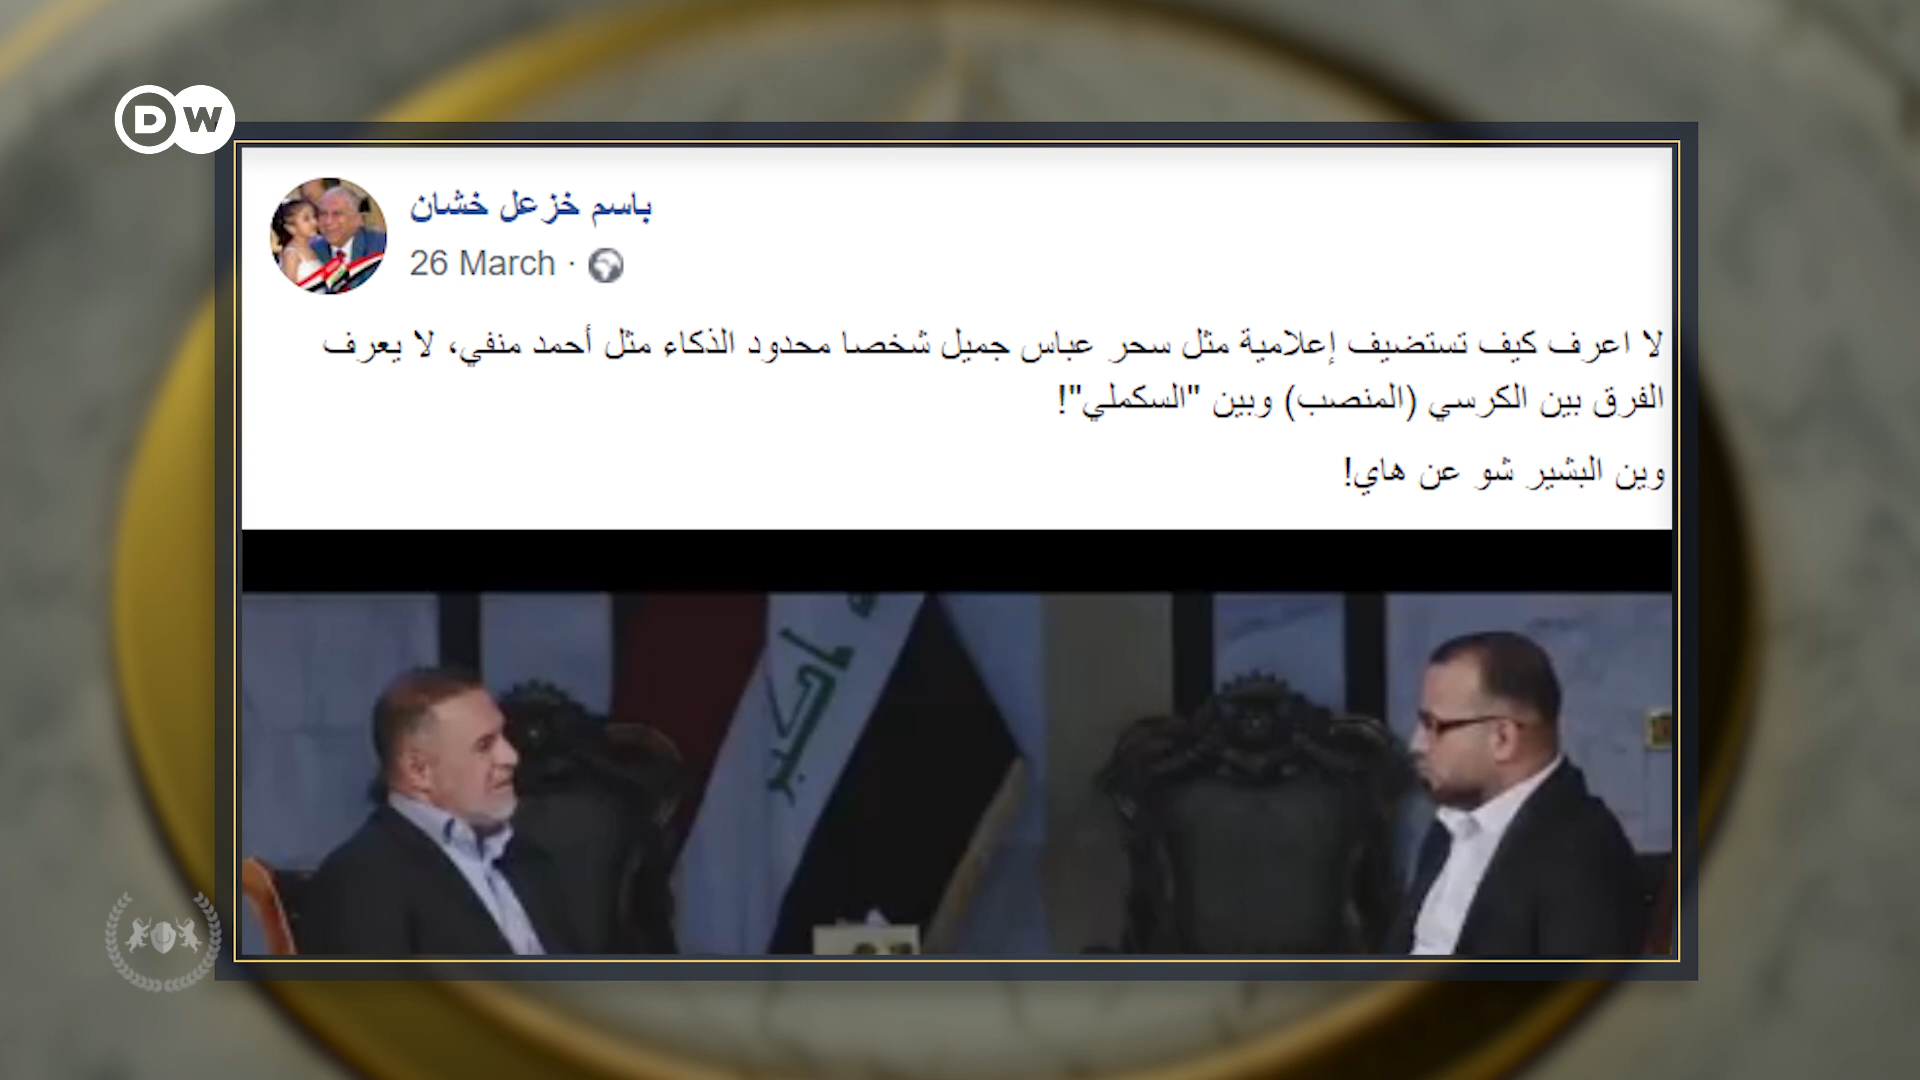 DW
باسم خزعل خشان
26 March ·
لا اعرف كيف تستضيف إعلامية مثل سحر عباس جميل شخصا محدود الذكاء مثل أحمد منفي، لا يعرف
الفرق بين الكرسي (المنصب) وبين "السكملي"!
وين البشير شو عن هاي!
اكبر